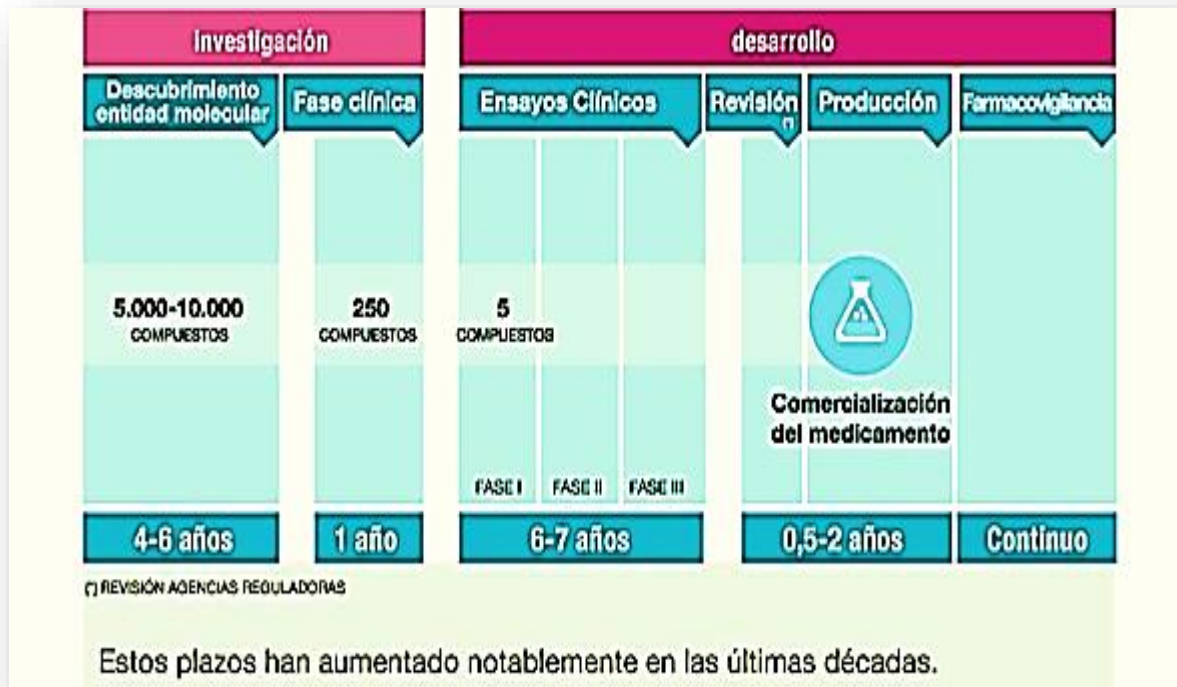 investigación
desarrollo
Descubrimiento
entidad molecular
Fase clínica
Ensayos Clínicos
Revisión
(*)
Producción
Farmacovigilancia
5.000-10.000
COMPUESTOS
250
COMPUESTOS
5
COMPUESTOS
Comercialización
del medicamento
FASE I
FASE II
FASE III
4-6 años
1 año
6-7 años
0,5-2 años
Continuo
(*) REVISIÓN AGENCIAS REGULADORAS
Estos plazos han aumentado notablemente en las últimas décadas.